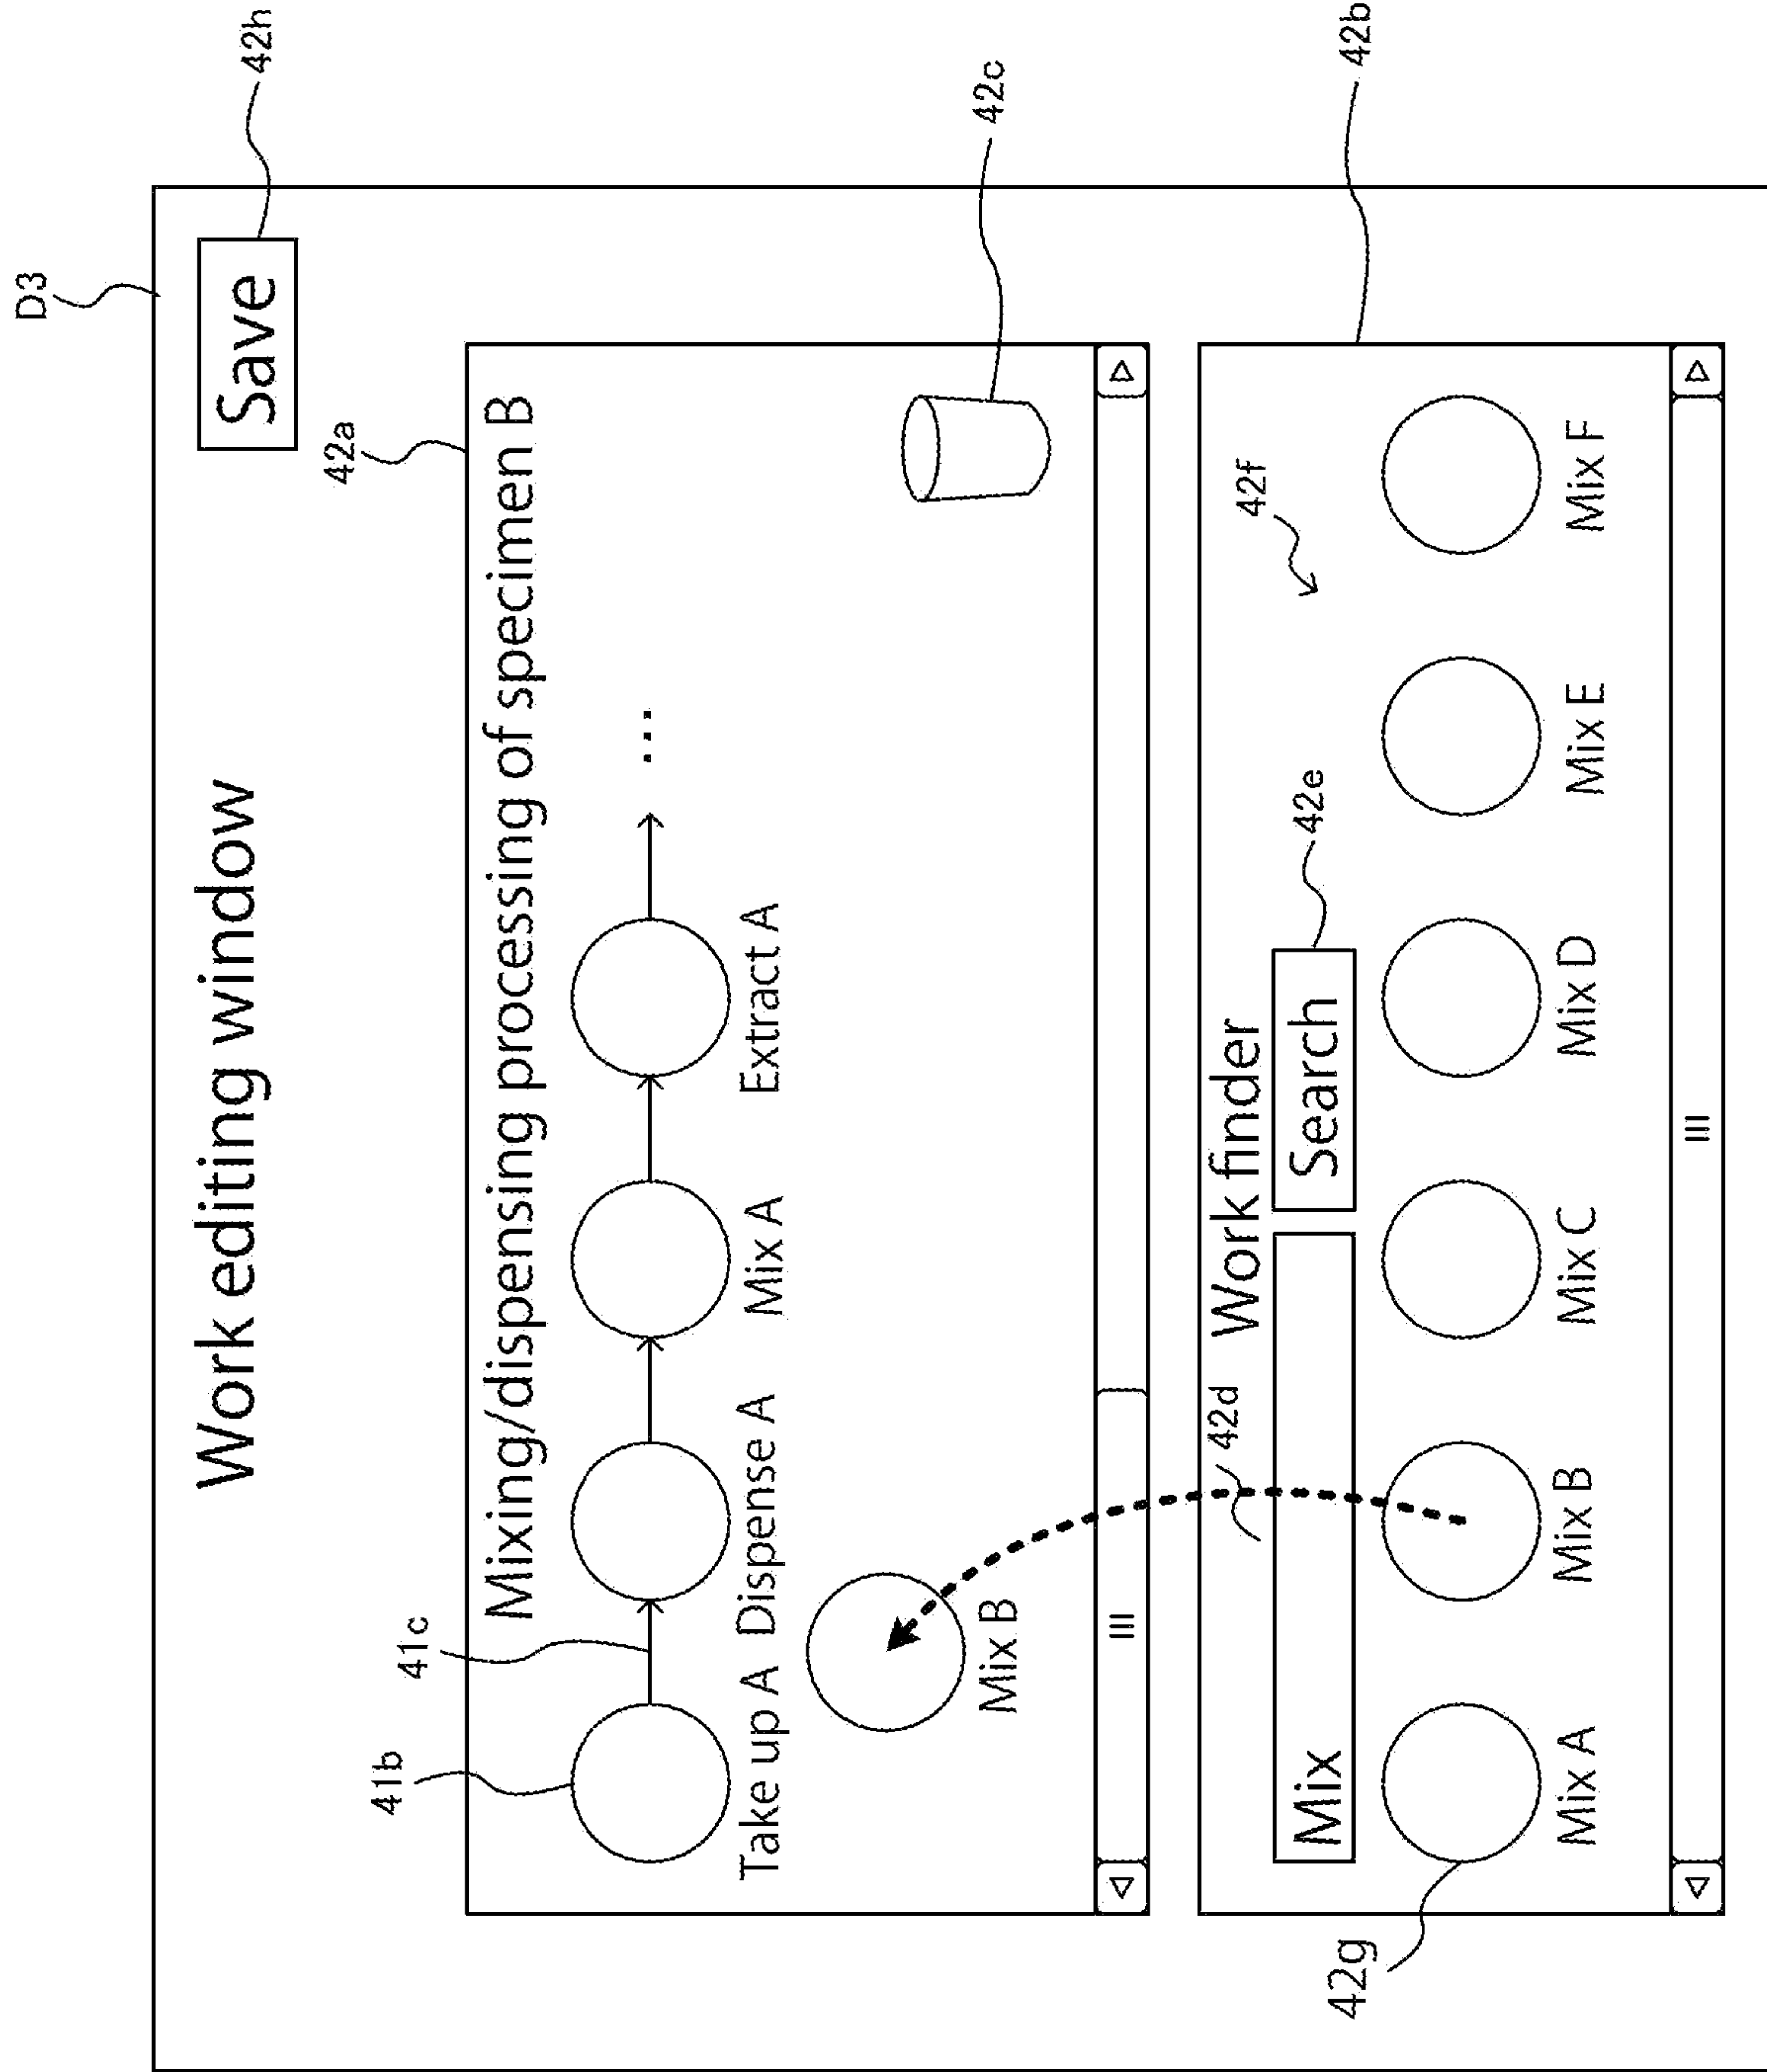 D3
42h
Work editing window
Save
42a
Mixing/dispensing processing of specimen B
41b
41c
Take up A
Dispense A
Mix A
Extract A
...
Mix B
42c
42b
42d
Work finder
42e
42f
Mix
Search
42g
Mix A
Mix B
Mix C
Mix D
Mix E
Mix F